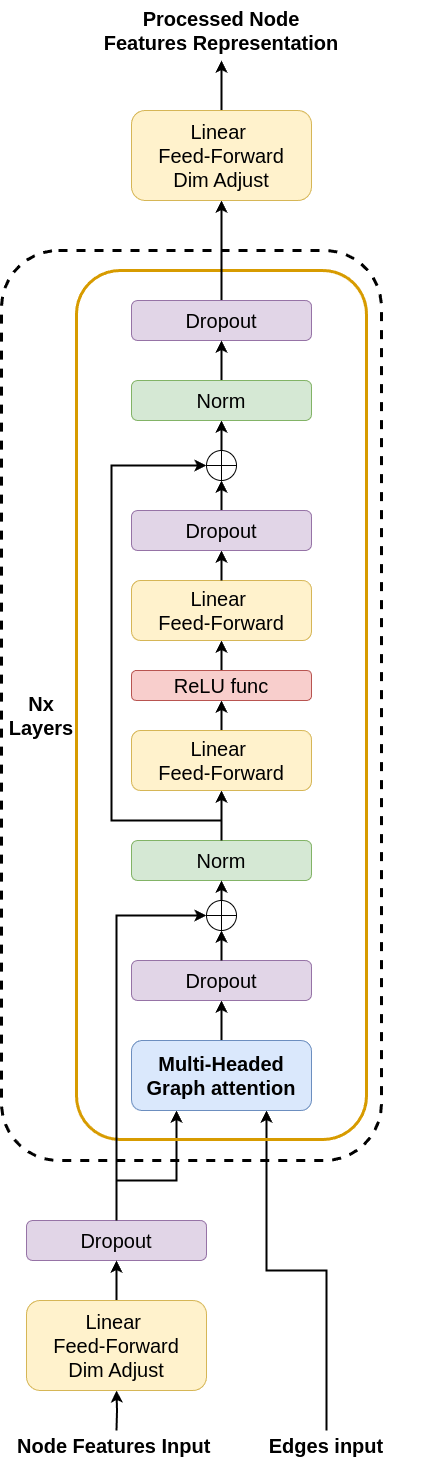 Processed Node
Features Representation
Linear
Feed-Forward
Dim Adjust
Dropout
Norm
Dropout
Linear
Feed-Forward
ReLU func
Nx
Layers
Linear
Feed-Forward
Norm
Dropout
Multi-Headed
Graph attention
Dropout
Linear
Feed-Forward
Dim Adjust
Node Features Input
Edges input